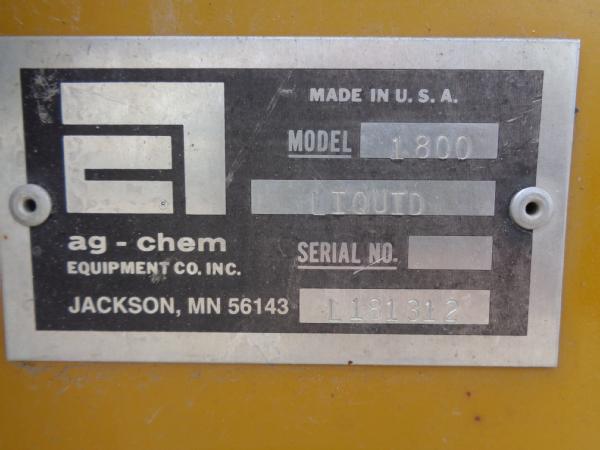 MADE IN U. S. A.
MODEL 1800
LIQUID
ag - chem
EQUIPMENT CO. INC.
SERIAL NO.
JACKSON, MN 56143
L181312